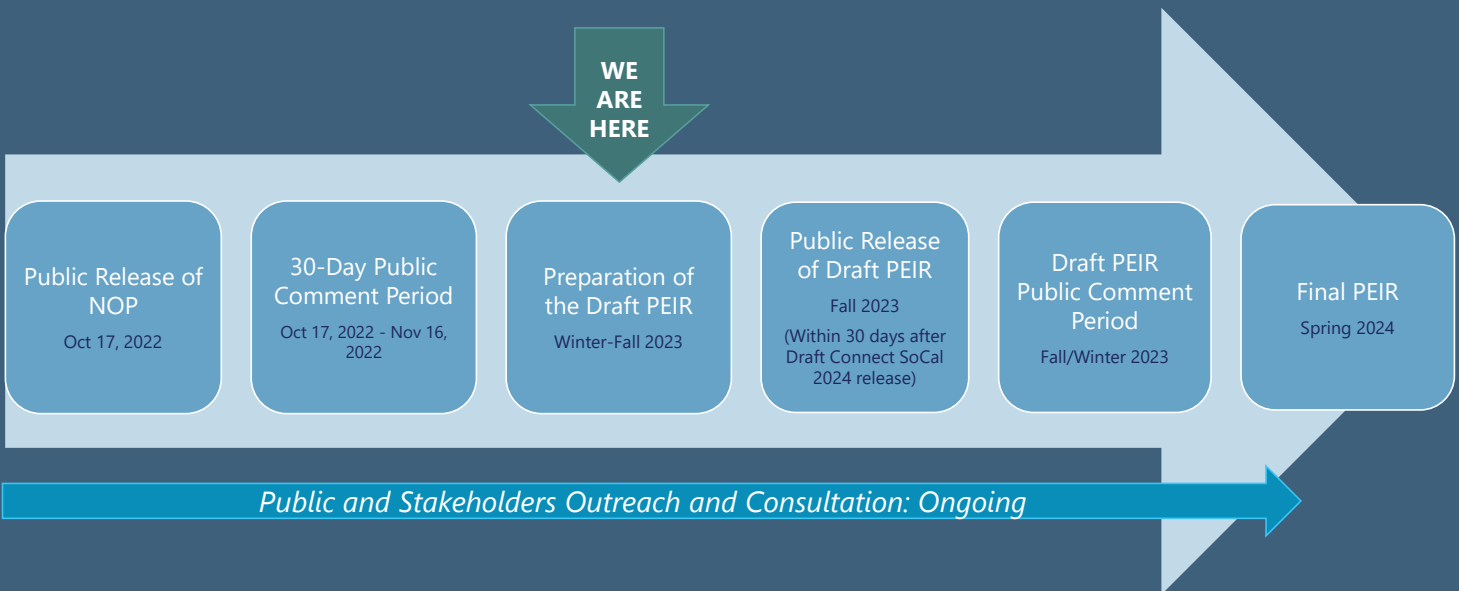 WE
ARE
HERE
Public Release of
NOP
Oct 17, 2022
30-Day Public
Comment Period
Oct 17, 2022 - Nov 16,
2022
Preparation of
the Draft PEIR
Winter-Fall 2023
Public Release
of Draft PEIR
Fall 2023
(Within 30 days after
Draft Connect SoCal
2024 release)
Draft PEIR
Public Comment
Period
Fall/Winter 2023
Final PEIR
Spring 2024
Public and Stakeholders Outreach and Consultation: Ongoing